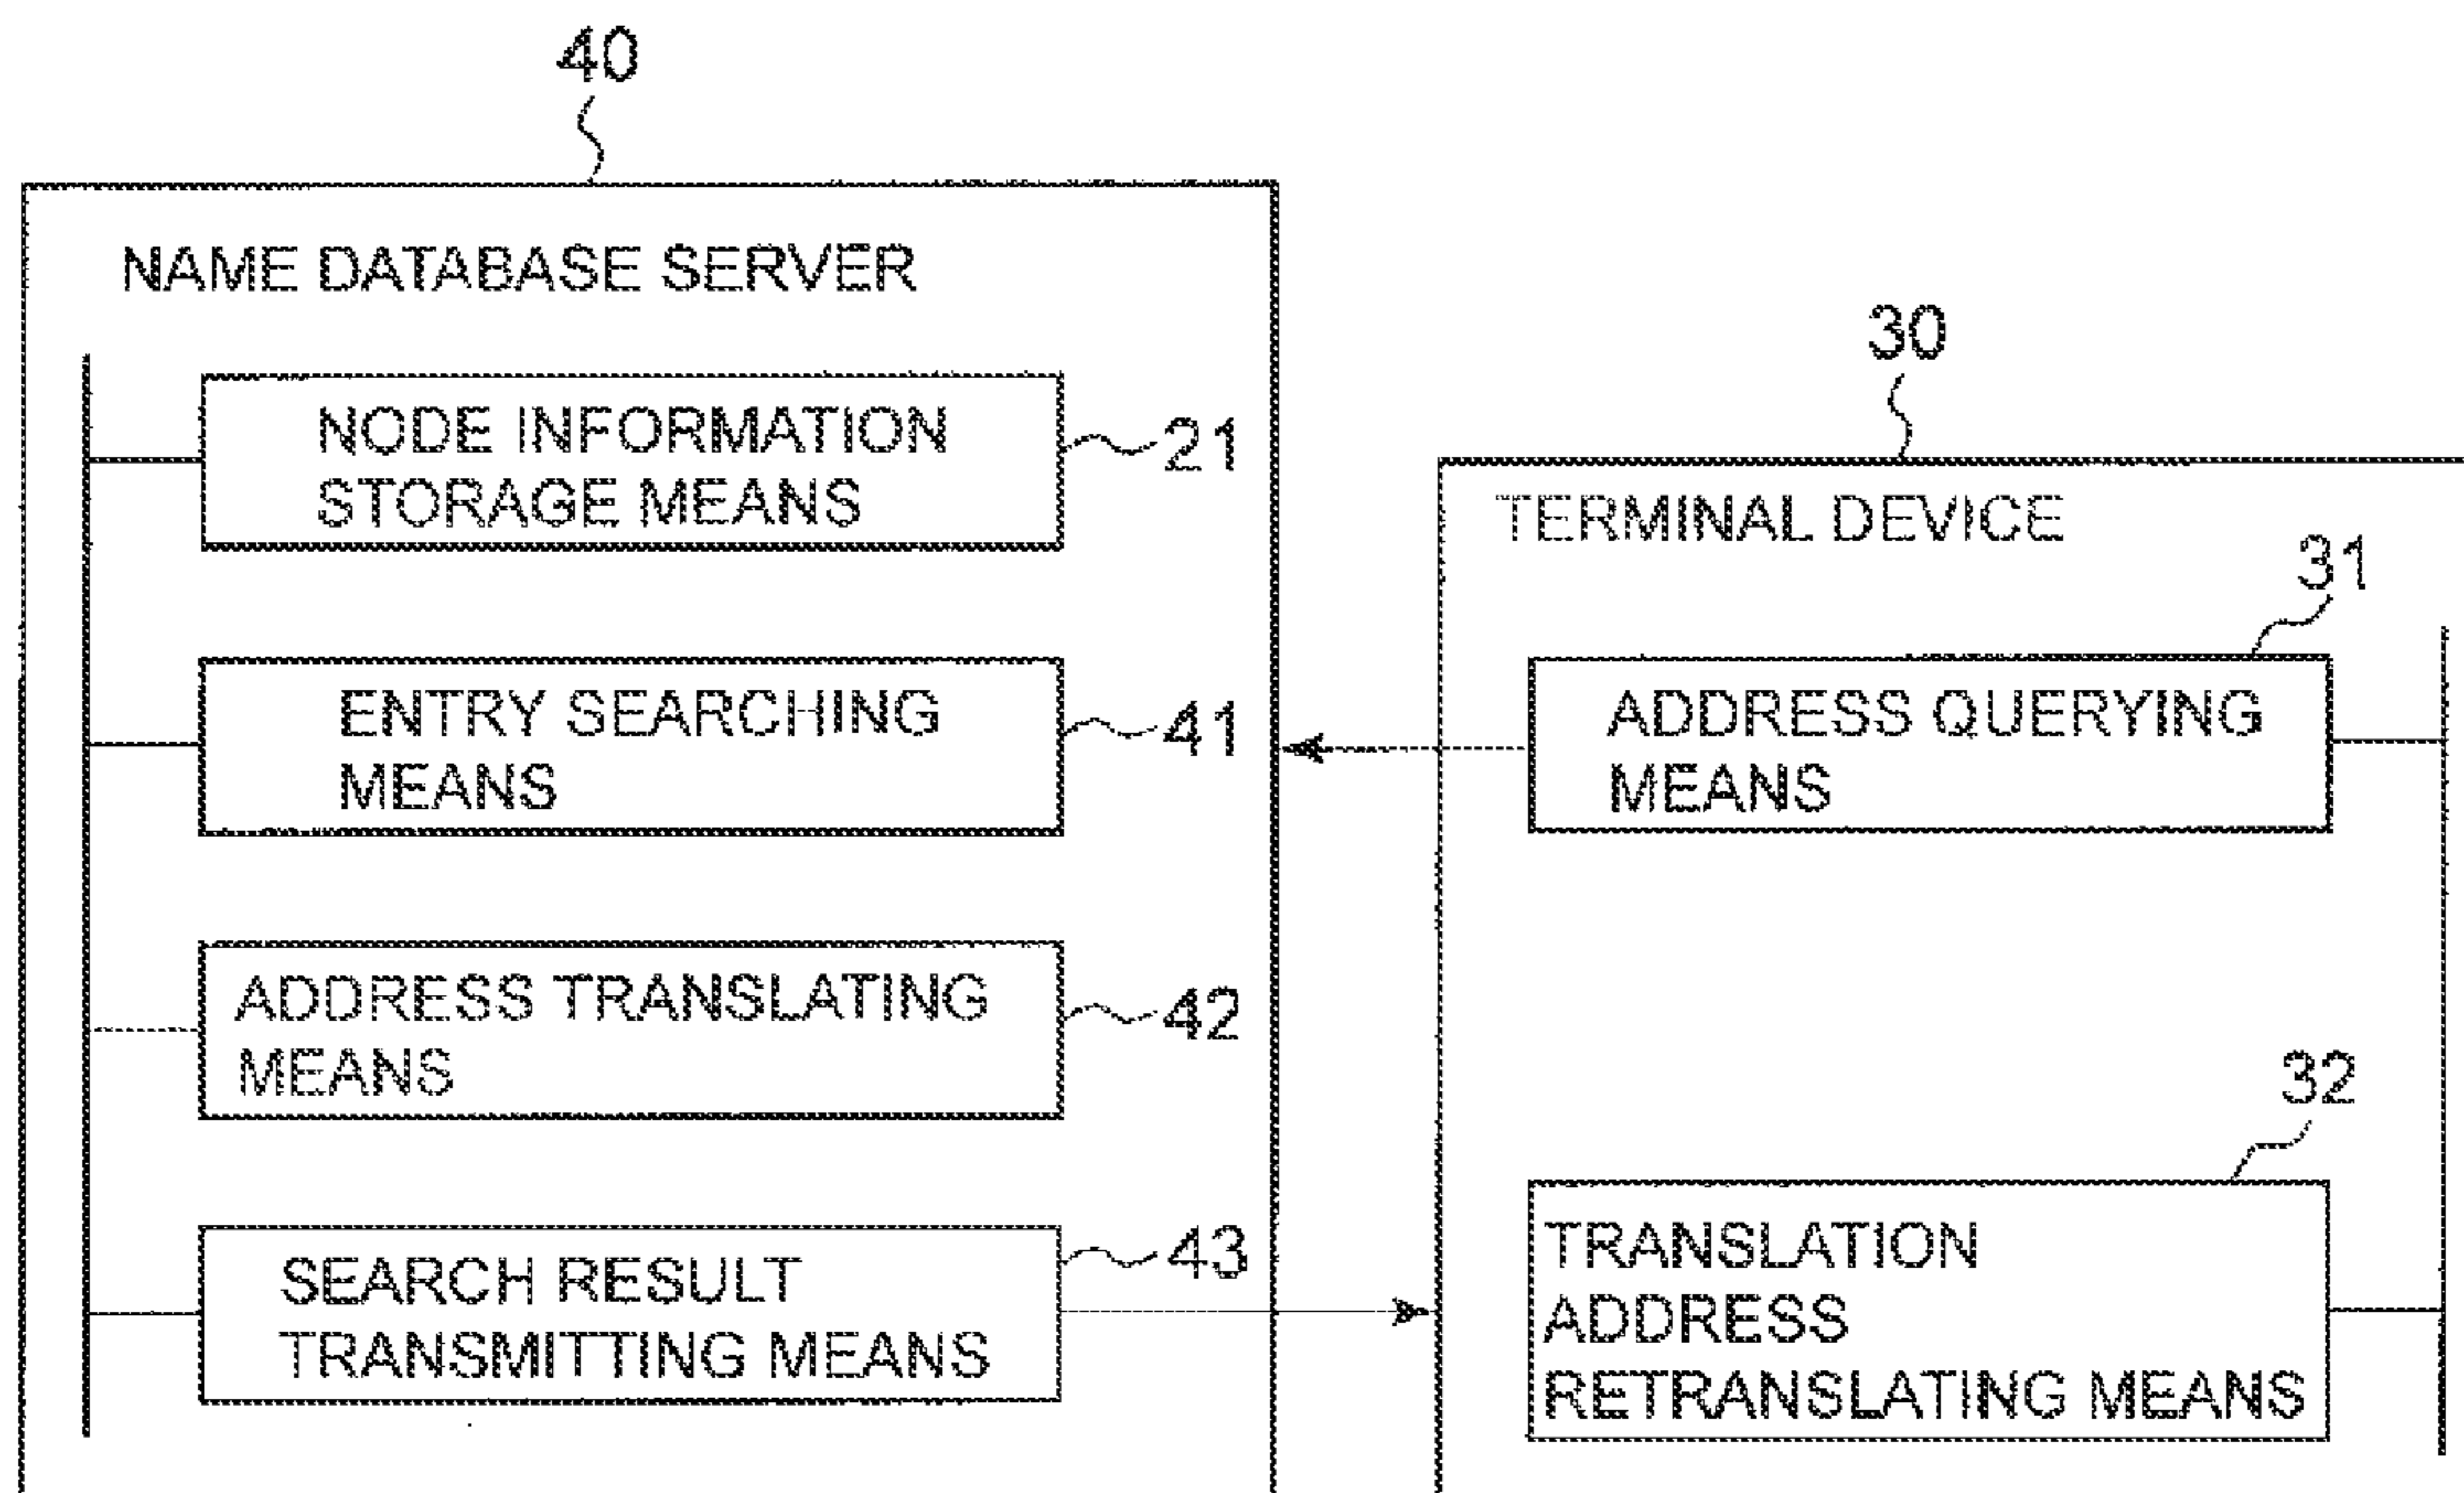 40
NAME DATABASE SERVER
NODE INFORMATION
STORAGE MEANS
21
ENTRY SEARCHING
MEANS
41
ADDRESS TRANSLATING
MEANS
42
SEARCH RESULT
TRANSMITTING MEANS
43
30
TERMINAL DEVICE
31
ADDRESS QUERYING
MEANS
32
TRANSLATION
ADDRESS
RETRANSLATING MEANS